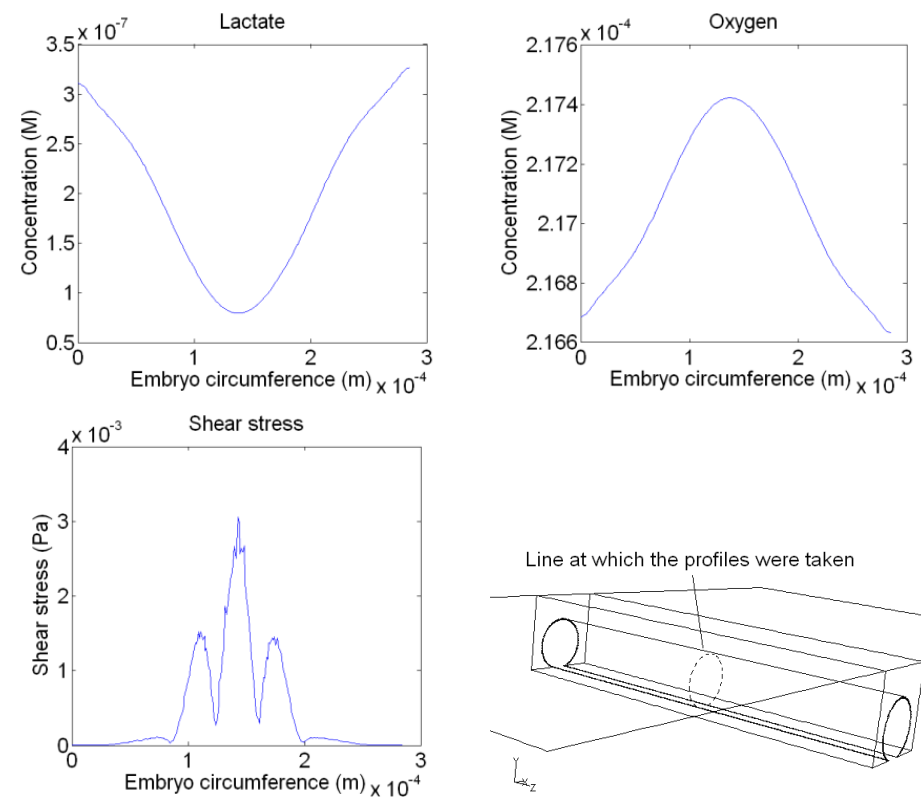 Lactate
x 10-7
3.5
3
2.5
2
1.5
1
0.5
0 1 2 3
Concentration (M)
Embryo circumference (m) x 10-4
Oxygen
x 10-4
2.176
2.174
2.172
2.17
2.168
2.166
0 1 2 3
Concentration (M)
Embryo circumference (m) x 10-4
Shear stress
x 10-3
4
3
2
1
0
0 1 2 3
Shear stress (Pa)
Embryo circumference (m) x 10-4
Line at which the profiles were taken
Y
X Z